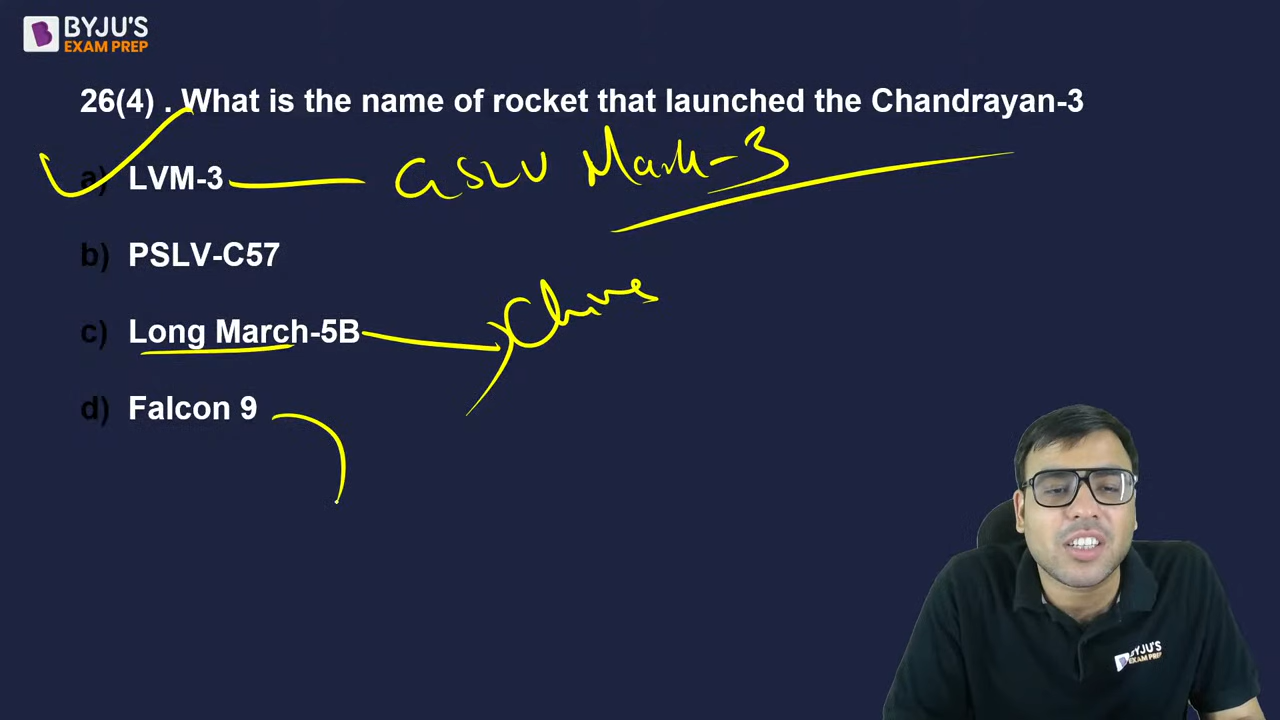 BYJU'S
EXAM PREP
26(4) . What is the name of rocket that launched the Chandrayan-3
a) LVM-3 GSLV Mark-3
b) PSLV-C57
c) Long March-5B
d) Falcon 9
BYJU'S
EXAM PREP